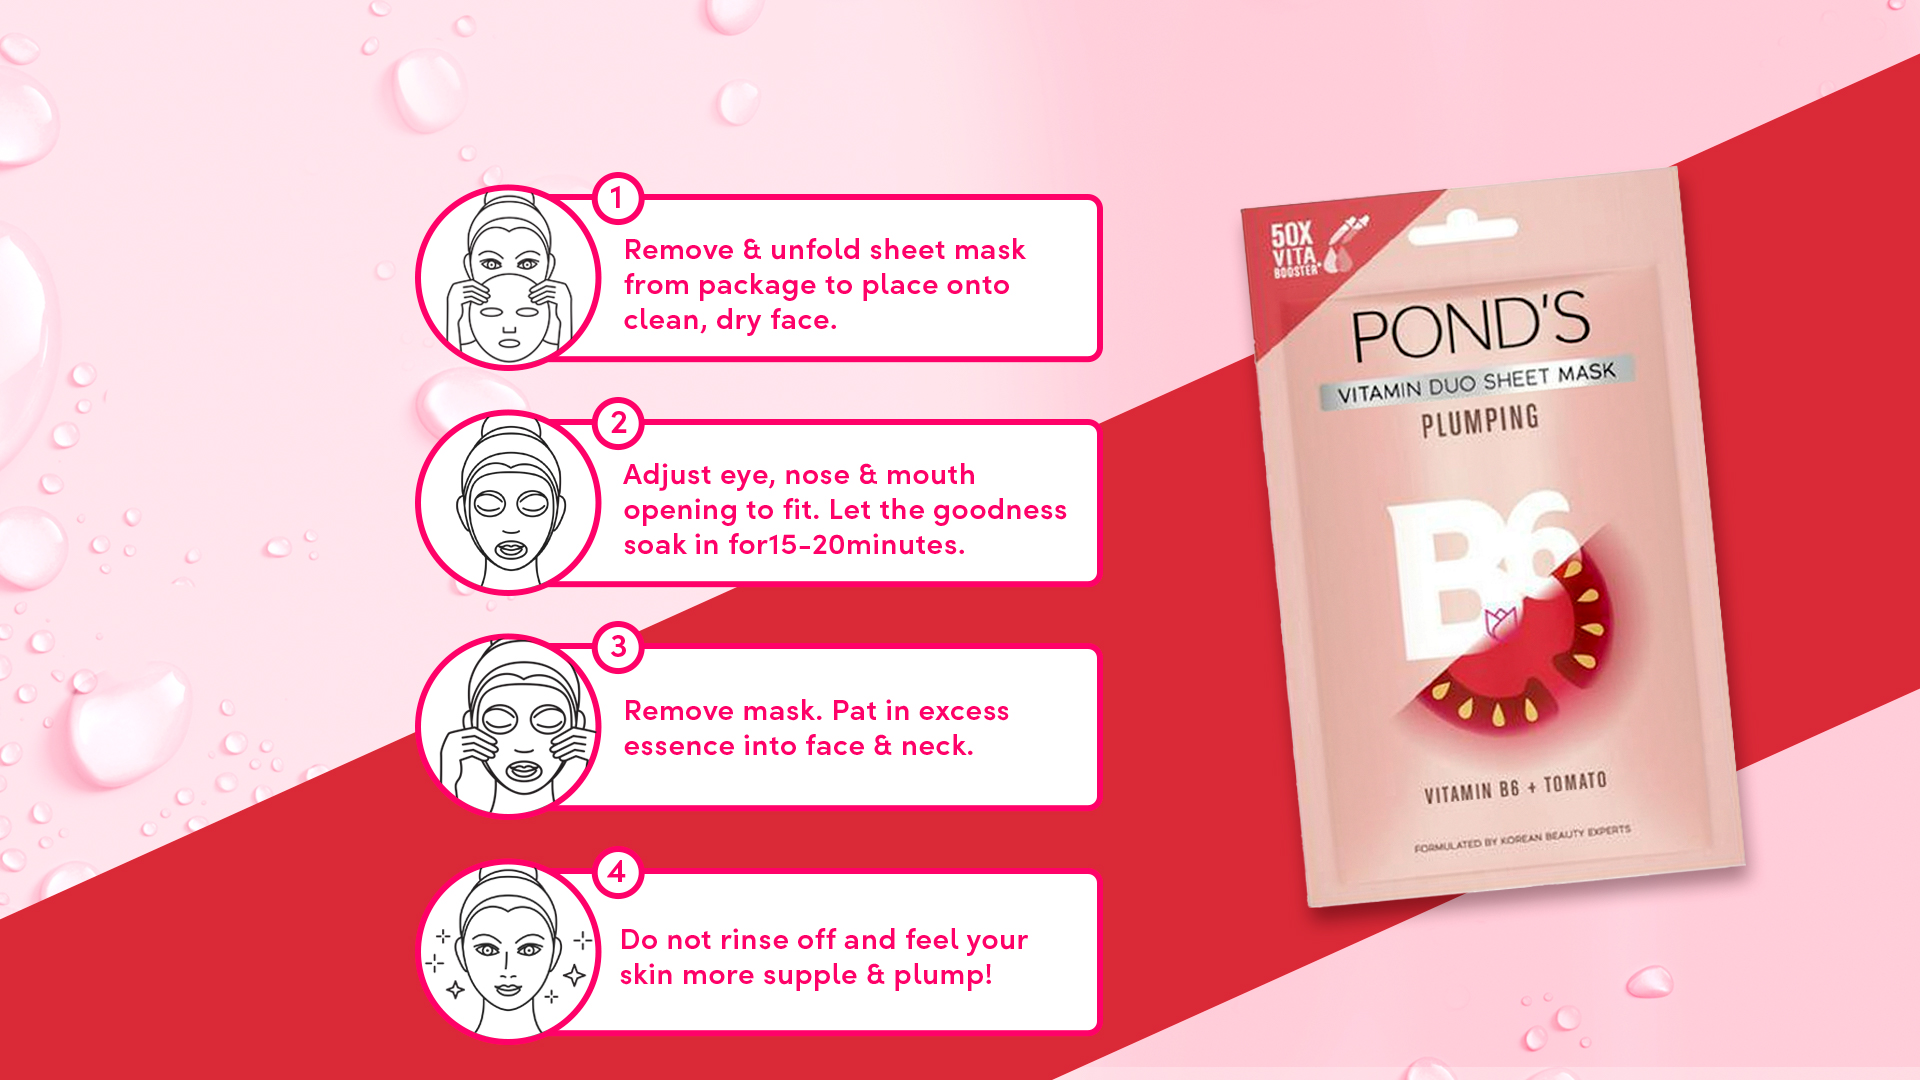 1
Remove & unfold sheet mask
from package to place onto
clean, dry face.
2
Adjust eye, nose & mouth
opening to fit. Let the goodness
soak in for15-20minutes.
3
Remove mask. Pat in excess
essence into face & neck.
4
Do not rinse off and feel your
skin more supple & plump!
50X
VITA
BOOSTER*
POND'S
VITAMIN DUO SHEET MASK
PLUMPING
B6
VITAMIN B6 + TOMATO
FORMULATED BY KOREAN BEAUTY EXPERTS